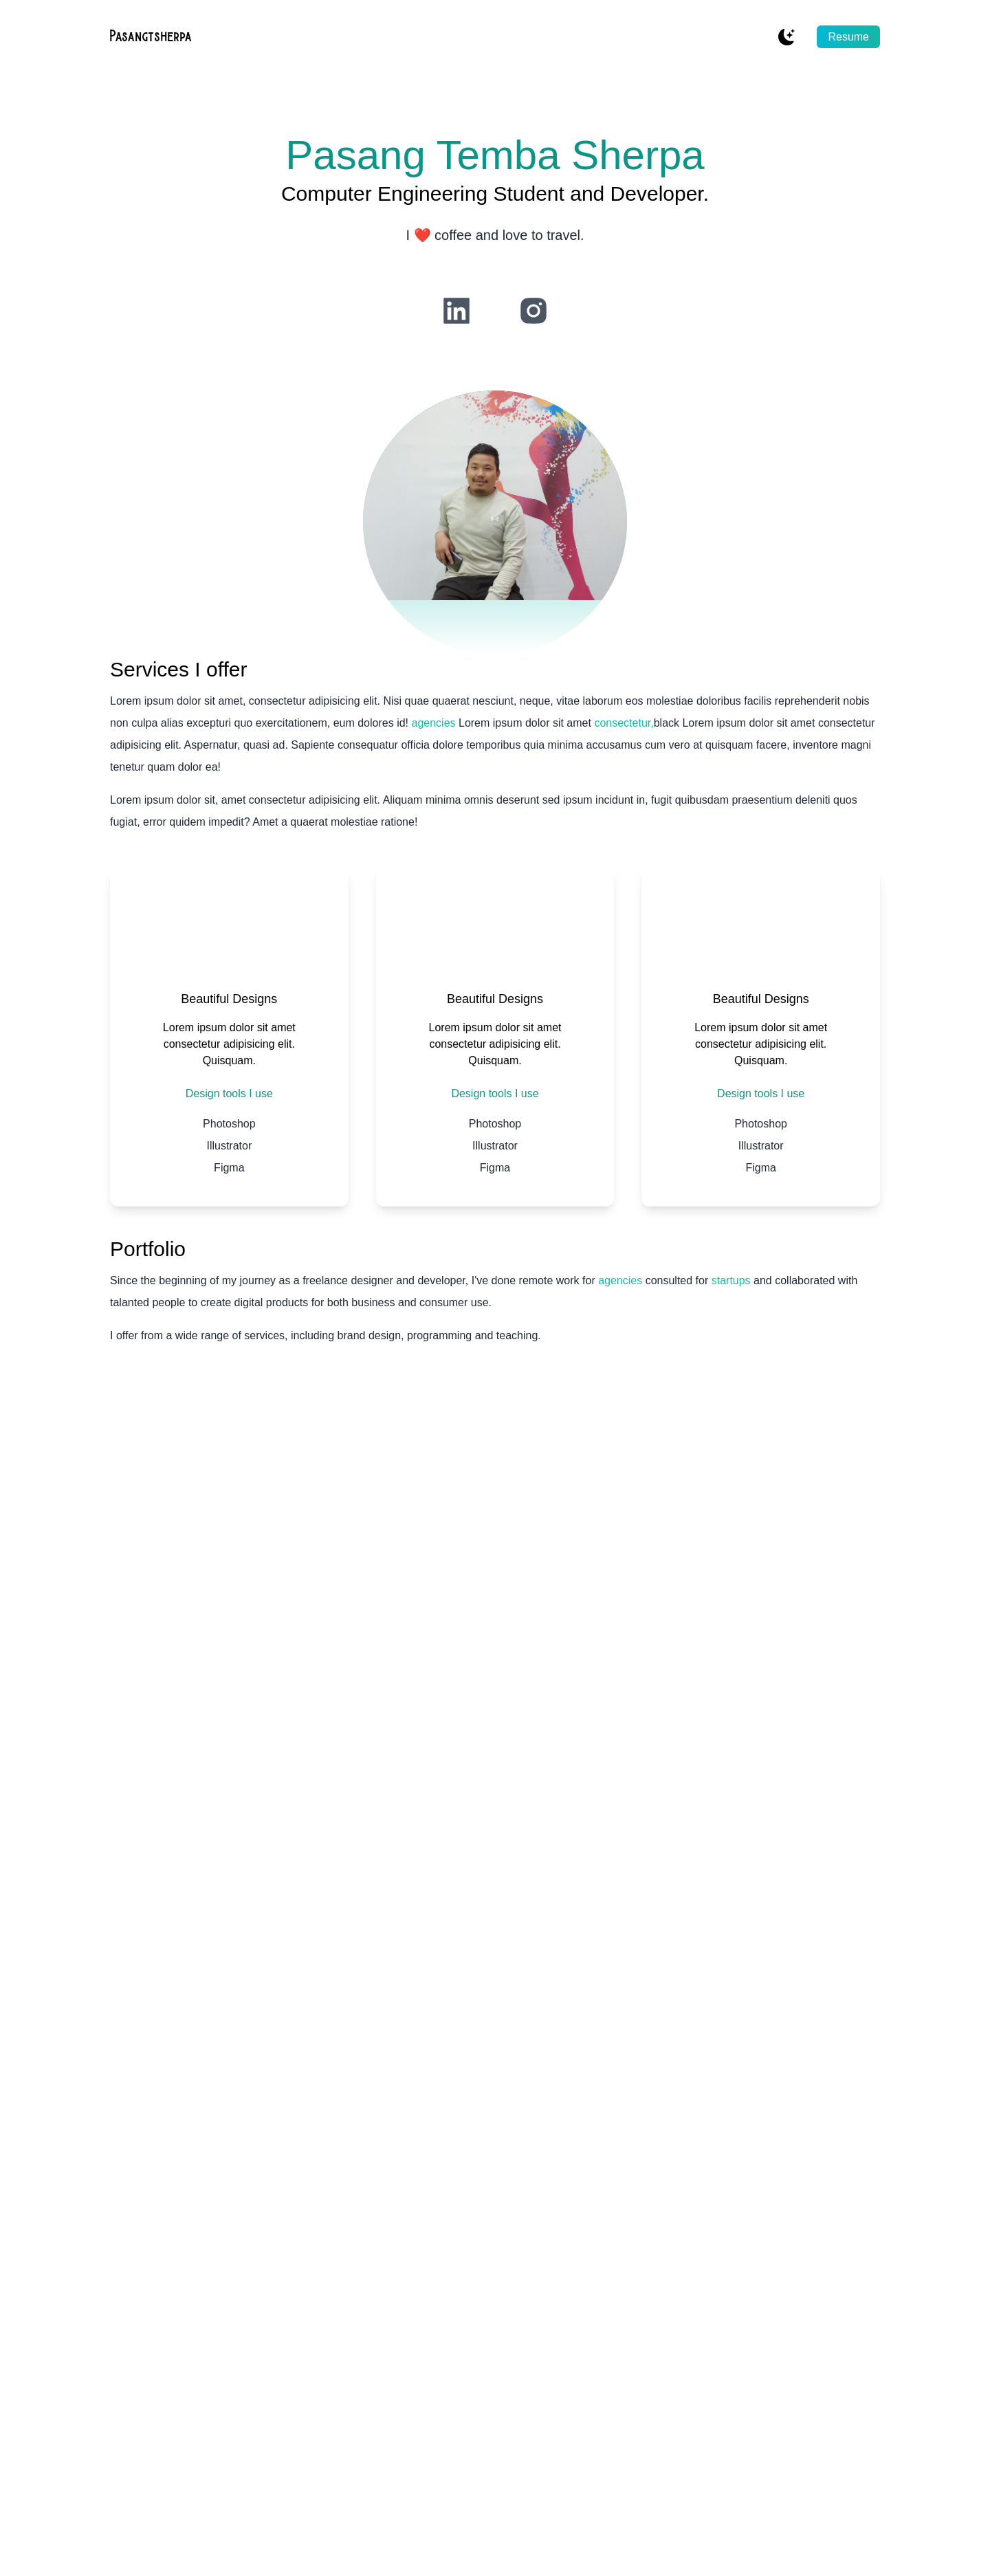 Pasangtsherpa
Resume
Pasang Temba Sherpa
Computer Engineering Student and Developer.
I ❤️ coffee and love to travel.
Services I offer
Lorem ipsum dolor sit amet, consectetur adipisicing elit. Nisi quae quaerat nesciunt, neque, vitae laborum eos molestiae doloribus facilis reprehenderit nobis
non culpa alias excepturi quo exercitationem, eum dolores id! agencies Lorem ipsum dolor sit amet consectetur,black Lorem ipsum dolor sit amet consectetur
adipisicing elit. Aspernatur, quasi ad. Sapiente consequatur officia dolore temporibus quia minima accusamus cum vero at quisquam facere, inventore magni
tenetur quam dolor ea!
Lorem ipsum dolor sit, amet consectetur adipisicing elit. Aliquam minima omnis deserunt sed ipsum incidunt in, fugit quibusdam praesentium deleniti quos
fugiat, error quidem impedit? Amet a quaerat molestiae ratione!
Beautiful Designs
Lorem ipsum dolor sit amet
consectetur adipisicing elit.
Quisquam.
Design tools I use
Photoshop
Illustrator
Figma
Beautiful Designs
Lorem ipsum dolor sit amet
consectetur adipisicing elit.
Quisquam.
Design tools I use
Photoshop
Illustrator
Figma
Beautiful Designs
Lorem ipsum dolor sit amet
consectetur adipisicing elit.
Quisquam.
Design tools I use
Photoshop
Illustrator
Figma
Portfolio
Since the beginning of my journey as a freelance designer and developer, I've done remote work for agencies consulted for startups and collaborated with
talanted people to create digital products for both business and consumer use.
I offer from a wide range of services, including brand design, programming and teaching.